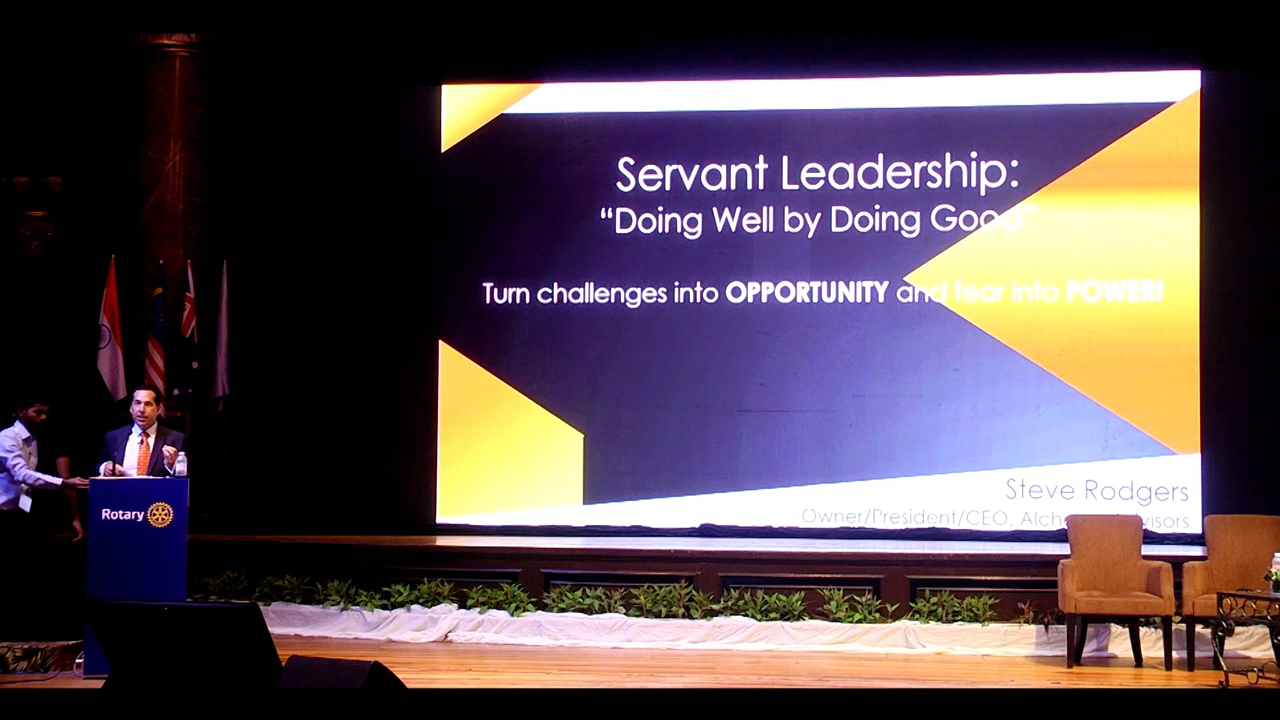 Servant Leadership:
“Doing Well by Doing Good”
Turn challenges into OPPORTUNITY and fear into POWER!
Steve Rodgers
Owner/President/CEO,
Rotary